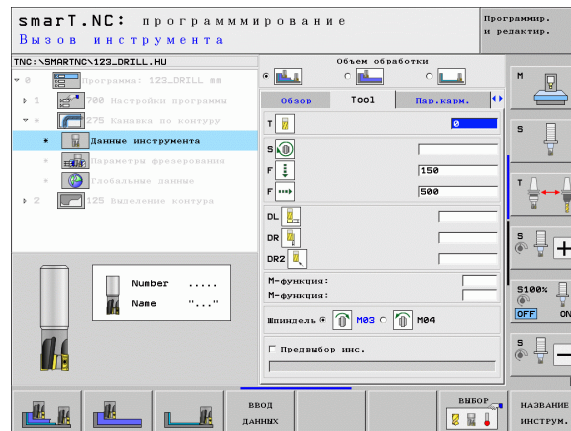 smarT.NC: программмирование
Вызов инструмента
Программир.
и редактир.
TNC:\SMARTNC\123_DRILL.HU
0 Программа: 123_DRILL mm
1 700 Настройки программы
* 275 Канавка по контуру
* Данные инструмента
* Параметры фрезерования
* Глобальные данные
2 125 Выделение контура
Number .....
Name "..."
Объем обработки
Обзор Tool Пар.карм.
T 0
S
F 150
F 500
DL
DR
DR2
M-функция:
M-функция:
Шпиндель M03 M04
Предвыбор инс.
M
S
T
S
+
S100%
OFF ON
S
−
ВВОД
ДАННЫХ
ВЫБОР
НАЗВАНИЕ
ИНСТРУМ.